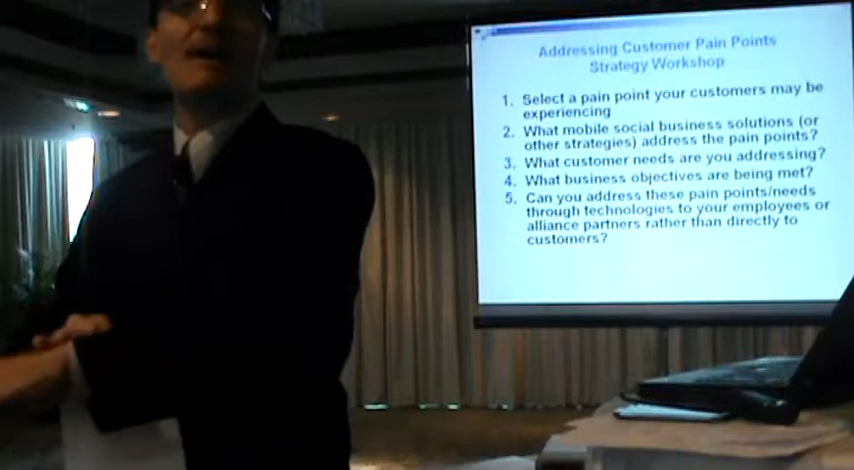 Addressing Customer Pain Points
Strategy Workshop
1. Select a pain point your customers may be
experiencing
2. What mobile social business solutions (or
other strategies) address the pain points?
3. What customer needs are you addressing?
4. What business objectives are being met?
5. Can you address these pain points/needs
through technologies to your employees or
alliance partners rather than directly to
customers?